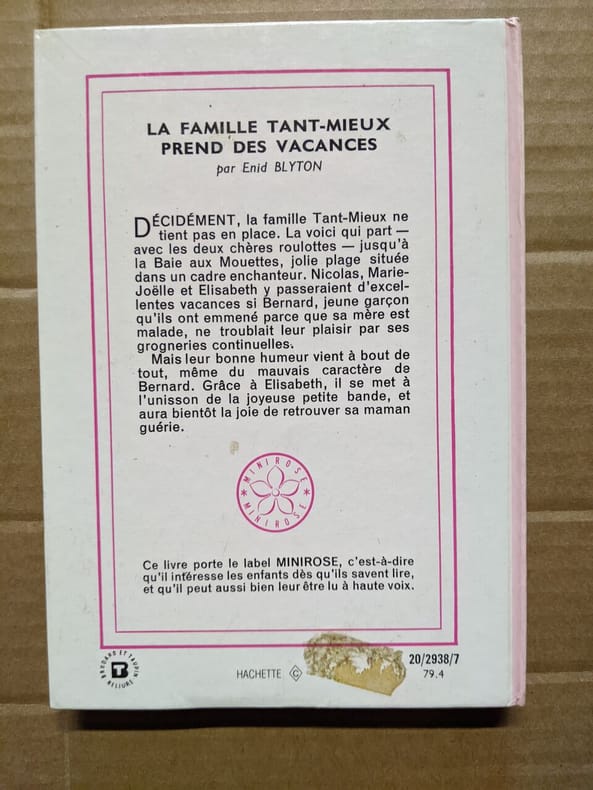 LA FAMILLE TANT-MIEUX
PREND DES VACANCES
par Enid BLYTON
DÉCIDÉMENT, la famille Tant-Mieux ne
tient pas en place. La voici qui part —
avec les deux chères roulottes — jusqu'à
la Baie aux Mouettes, jolie plage située
dans un cadre enchanteur. Nicolas, Marie-
Joëlle et Elisabeth y passeraient d'excel-
lentes vacances si Bernard, jeune garçon
qu'ils ont emmené parce que sa mère est
malade, ne troublait leur plaisir par ses
grogneries continuelles.
Mais leur bonne humeur vient à bout de
tout, même du mauvais caractère de
Bernard. Grâce à Elisabeth, il se met à
l'unisson de la joyeuse petite bande, et
aura bientôt la joie de retrouver sa maman
guérie.
MINIROSE
MINIROSE
Ce livre porte le label MINIROSE, c'est-à-dire
qu'il intéresse les enfants dès qu'ils savent lire,
et qu'il peut aussi bien leur être lu à haute voix.
BRODARD ET TAUPIN
RELIURE
HACHETTE C
20/2938/7
79.4